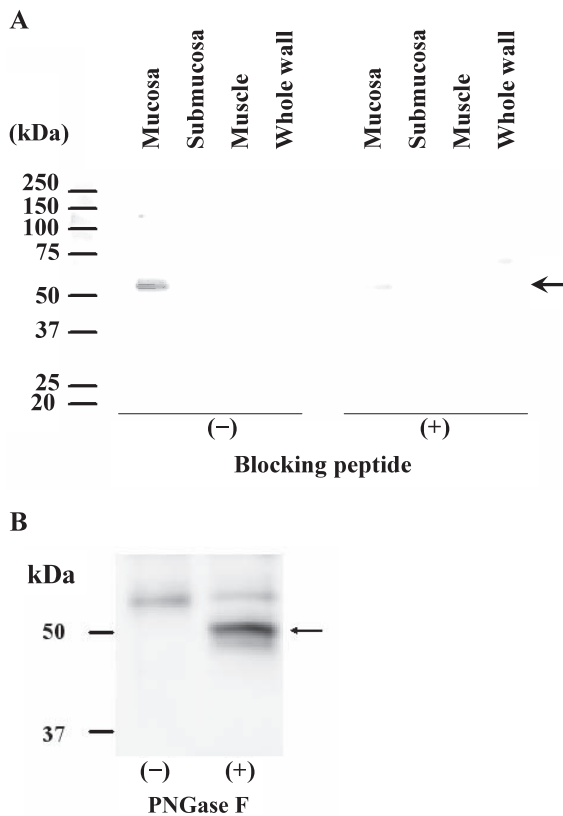 A
(kDa)
Mucosa
Submucosa
Muscle
Whole wall
Mucosa
Submucosa
Muscle
Whole wall
250
150
100
75
50
37
25
20
(−)
(+)
Blocking peptide
B
kDa
50
37
(−)
(+)
PNGase F